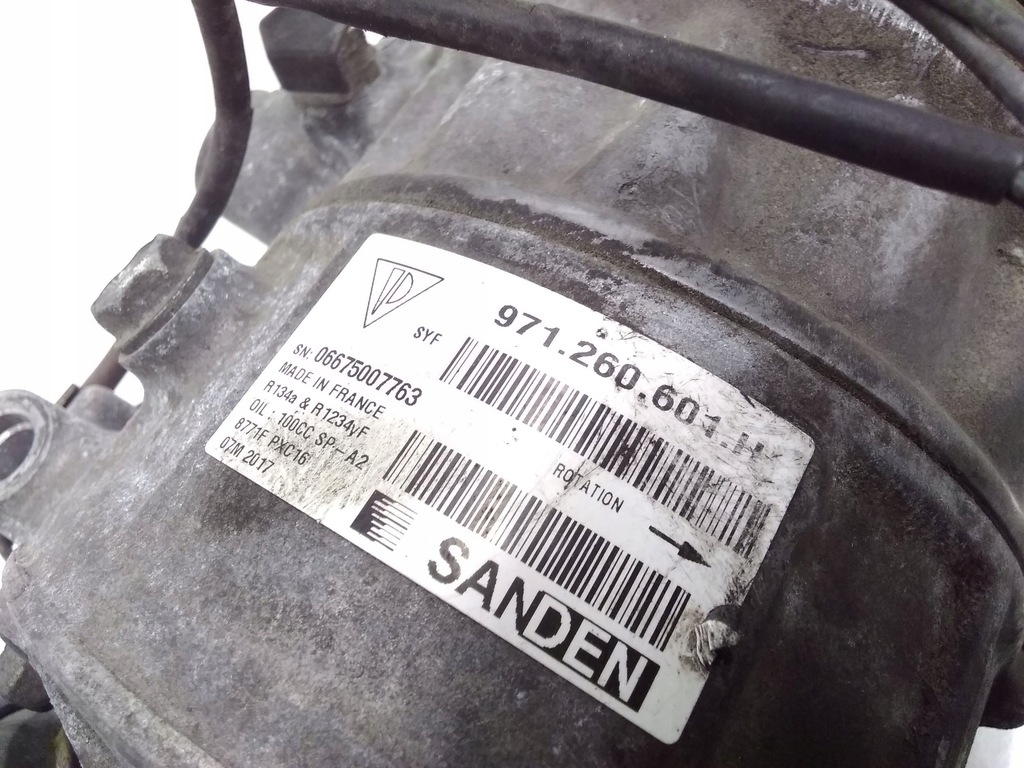 SYF
971.260.601.H
SN: 06675007763
MADE IN FRANCE
R134a & R1234yF
OIL : 100CC SP-A2
8771F PXC16
07M 2017
ROTATION
SANDEN